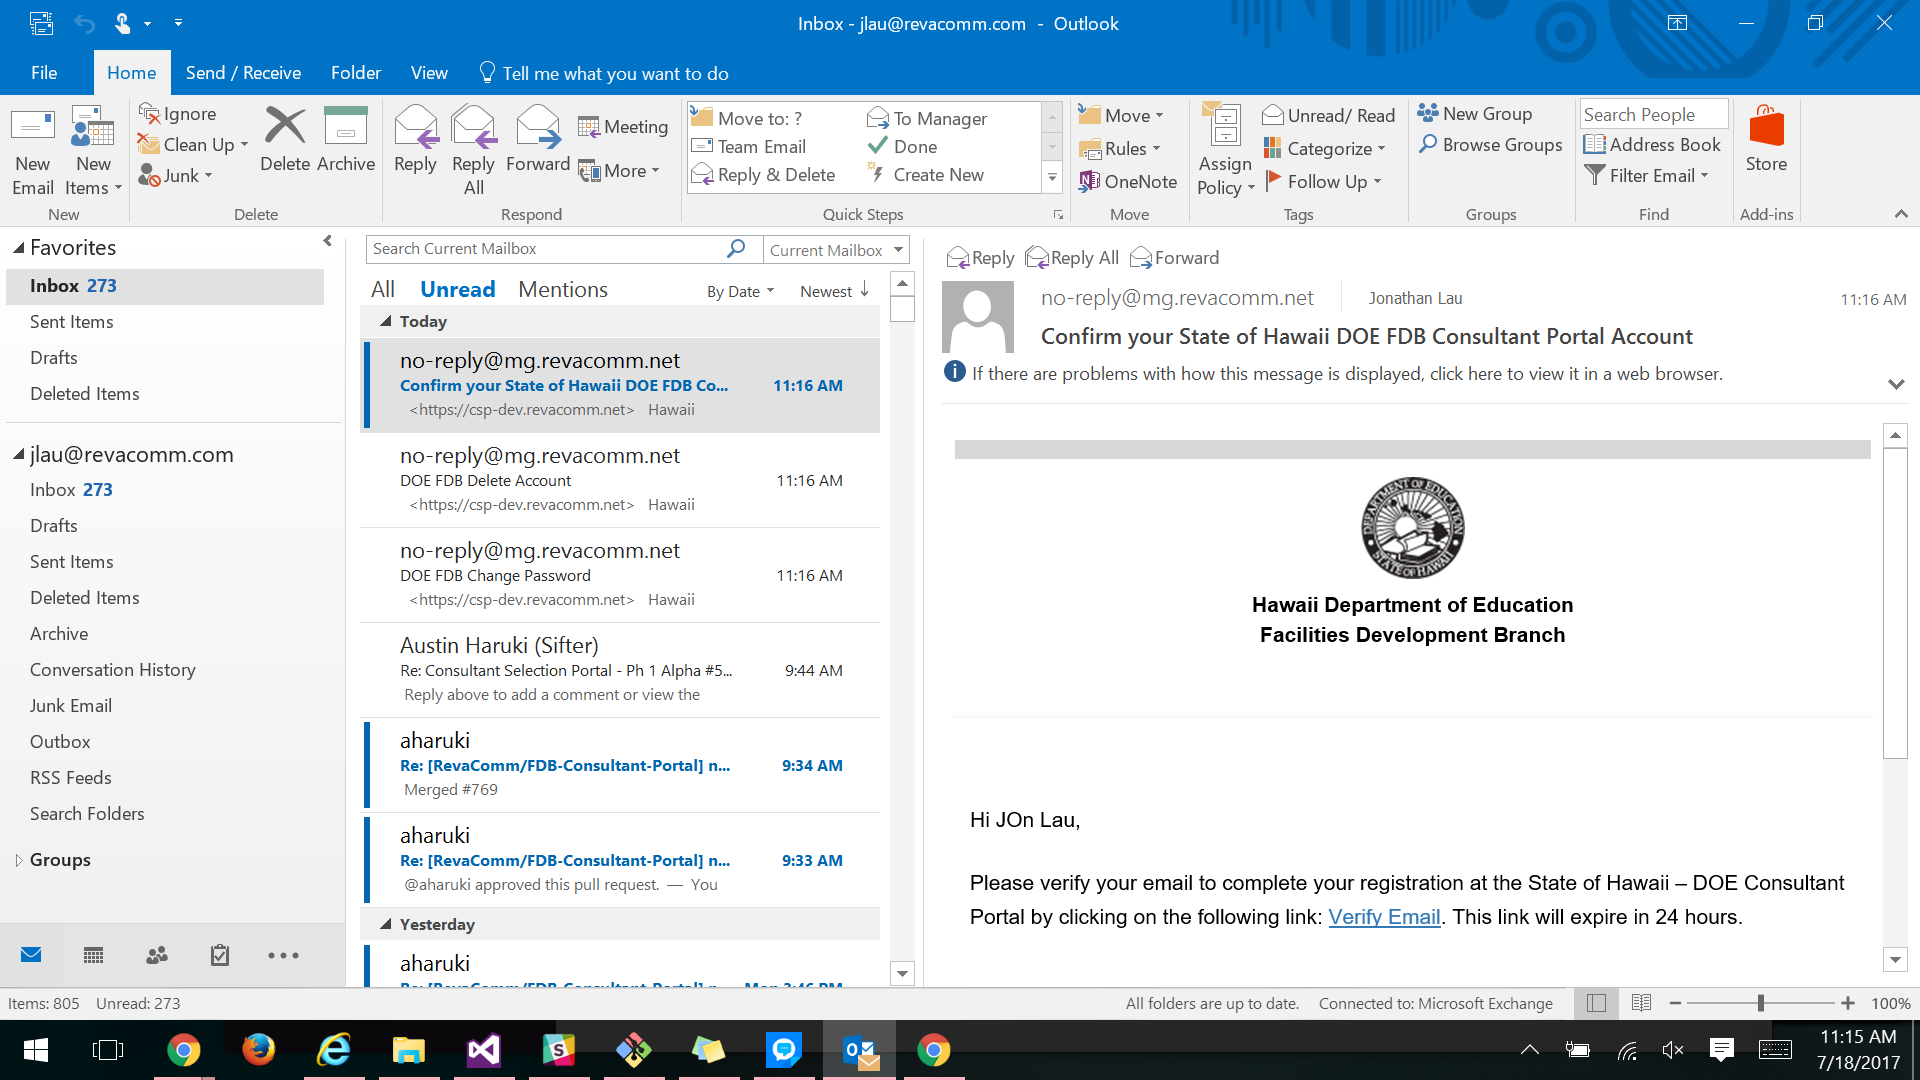 Inbox - jlau@revacomm.com - Outlook
File Home Send / Receive Folder View Tell me what you want to do
New Email
New Items
New
Ignore
Clean Up
Junk
Delete
Archive
Delete
Reply
Reply All
Forward
Meeting
More
Respond
Move to: ?
Team Email
Reply & Delete
To Manager
Done
Create New
Quick Steps
Move
Rules
OneNote
Move
Assign Policy
Unread/ Read
Categorize
Follow Up
Tags
New Group
Browse Groups
Groups
Search People
Address Book
Filter Email
Find
Store
Add-ins
Favorites
Inbox 273
Sent Items
Drafts
Deleted Items
jlau@revacomm.com
Inbox 273
Drafts
Sent Items
Deleted Items
Archive
Conversation History
Junk Email
Outbox
RSS Feeds
Search Folders
Groups
Search Current Mailbox Current Mailbox
All Unread Mentions By Date Newest
Today
no-reply@mg.revacomm.net
Confirm your State of Hawaii DOE FDB Co... 11:16 AM
<https://csp-dev.revacomm.net> Hawaii
no-reply@mg.revacomm.net
DOE FDB Delete Account 11:16 AM
<https://csp-dev.revacomm.net> Hawaii
no-reply@mg.revacomm.net
DOE FDB Change Password 11:16 AM
<https://csp-dev.revacomm.net> Hawaii
Austin Haruki (Sifter)
Re: Consultant Selection Portal - Ph 1 Alpha #5... 9:44 AM
Reply above to add a comment or view the
aharuki
Re: [RevaComm/FDB-Consultant-Portal] n... 9:34 AM
Merged #769
aharuki
Re: [RevaComm/FDB-Consultant-Portal] n... 9:33 AM
@aharuki approved this pull request. — You
Yesterday
aharuki
Re: [RevaComm/FDB-Consultant-Portal] n... Mon 3:46 PM
Reply Reply All Forward
no-reply@mg.revacomm.net Jonathan Lau 11:16 AM
Confirm your State of Hawaii DOE FDB Consultant Portal Account
If there are problems with how this message is displayed, click here to view it in a web browser.
DEPARTMENT OF EDUCATION
STATE OF HAWAII
Hawaii Department of Education
Facilities Development Branch
Hi JOn Lau,
Please verify your email to complete your registration at the State of Hawaii – DOE Consultant
Portal by clicking on the following link: Verify Email. This link will expire in 24 hours.
Items: 805 Unread: 273 All folders are up to date. Connected to: Microsoft Exchange 100%
11:15 AM
7/18/2017